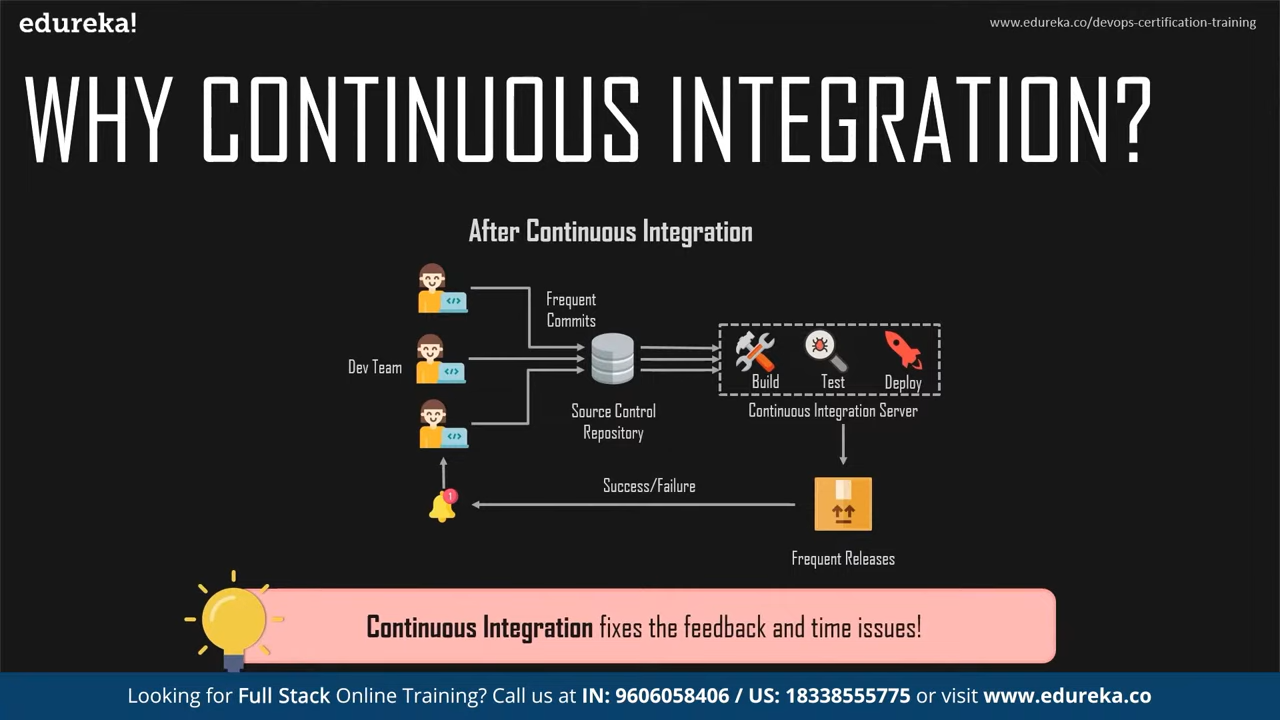 edureka!
www.edureka.co/devops-certification-training
WHY CONTINUOUS INTEGRATION?
After Continuous Integration
Frequent
Commits
Dev Team
</>
</>
</>
Build
Test
Deploy
Source Control
Repository
Continuous Integration Server
Success/Failure
1
Frequent Releases
Continuous Integration fixes the feedback and time issues!
Looking for Full Stack Online Training? Call us at IN: 9606058406 / US: 18338555775 or visit www.edureka.co